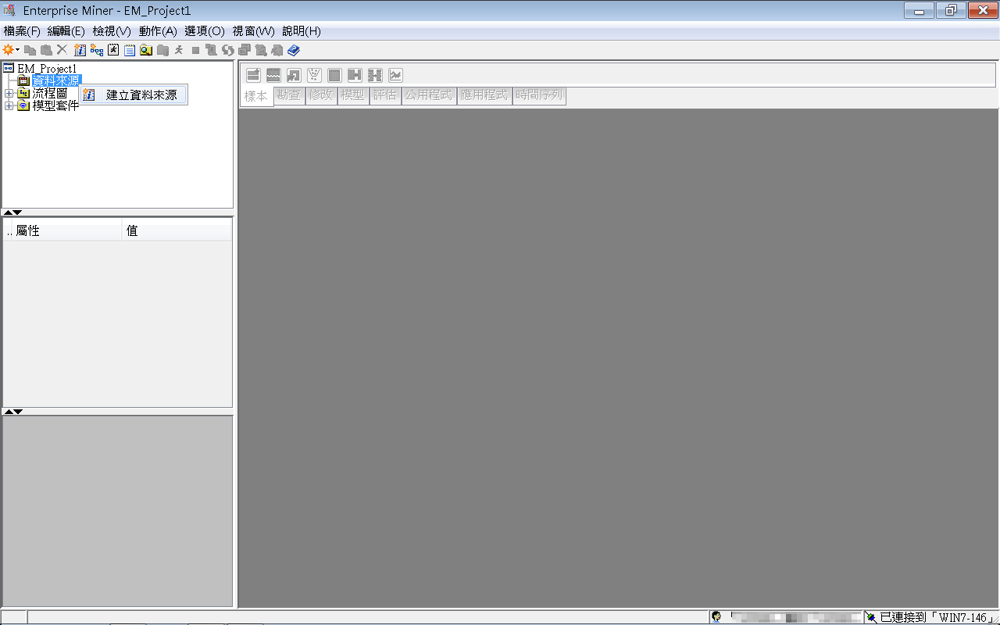 Enterprise Miner - EM_Project1
檔案(F) 編輯(E) 檢視(V) 動作(A) 選項(O) 視窗(W) 說明(H)
EM_Project1
資料來源
建立資料來源
流程圖
模型套件
樣本 勘查 修改 模型 評估 公用程式 應用程式 時間序列
.. 屬性 值
已連接到「WIN7-146」